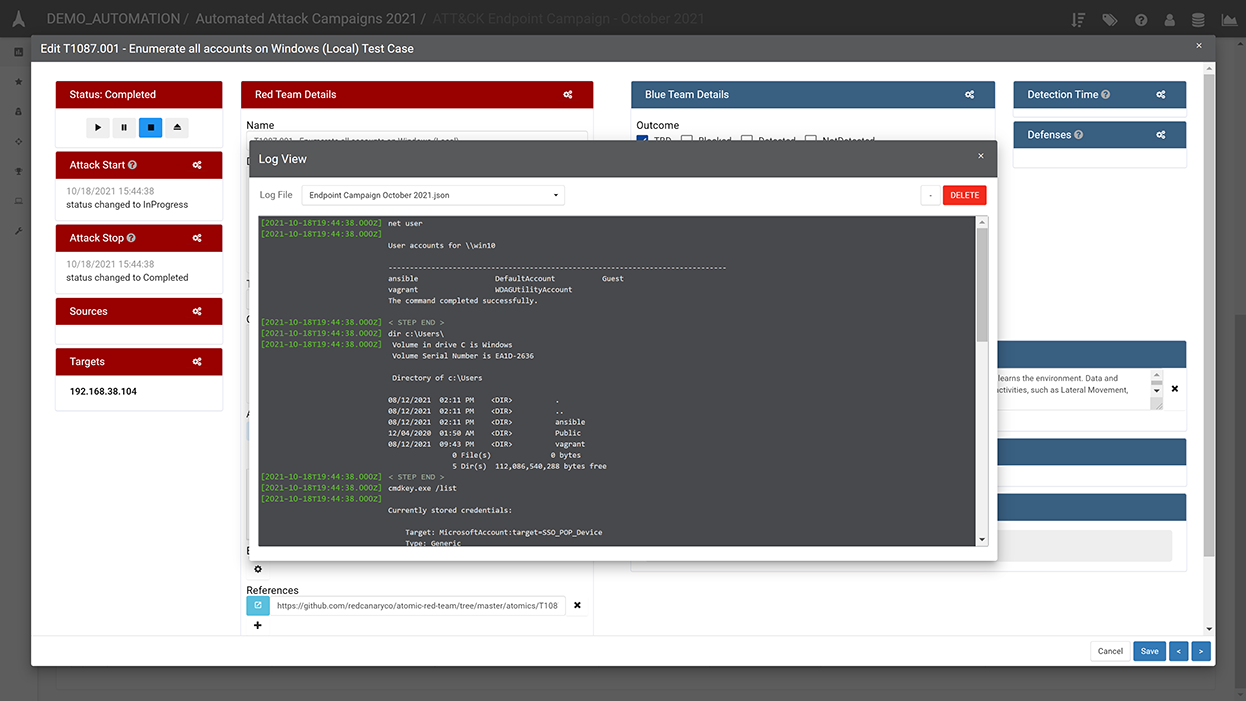 DEMO_AUTOMATION / Automated Attack Campaigns 2021 / ATT&CK Endpoint Campaign - October 2021
Edit T1087.001 - Enumerate all accounts on Windows (Local) Test Case
Status: Completed
Attack Start
10/18/2021 15:44:38
status changed to InProgress
Attack Stop
10/18/2021 15:44:38
status changed to Completed
Sources
Targets
192.168.38.104
Red Team Details
Name
T1087.001 - Enumerate all accounts on Windows (Local)
Blue Team Details
Outcome
TBD Blocked Detected NotDetected
Detection Time
Defenses
Log View
Log File Endpoint Campaign October 2021.json - DELETE
[2021-10-18T19:44:38.000Z] net user
[2021-10-18T19:44:38.000Z]
User accounts for \\win10
-------------------------------------------------------------------------------
ansible DefaultAccount Guest
vagrant WDAGUtilityAccount
The command completed successfully.
[2021-10-18T19:44:38.000Z] < STEP END >
[2021-10-18T19:44:38.000Z] dir c:\Users\
[2021-10-18T19:44:38.000Z] Volume in drive C is Windows
Volume Serial Number is EA1D-2636
Directory of c:\Users
08/12/2021 02:11 PM <DIR> .
08/12/2021 02:11 PM <DIR> ..
08/12/2021 02:11 PM <DIR> ansible
12/04/2020 01:50 AM <DIR> Public
08/12/2021 09:43 PM <DIR> vagrant
0 File(s) 0 bytes
5 Dir(s) 112,086,540,288 bytes free
[2021-10-18T19:44:38.000Z] < STEP END >
[2021-10-18T19:44:38.000Z] cmdkey.exe /list
[2021-10-18T19:44:38.000Z]
Currently stored credentials:
Target: MicrosoftAccount:target=SSO_POP_Device
Type: Generic
learns the environment. Data and
activities, such as Lateral Movement,
References
https://github.com/redcanaryco/atomic-red-team/tree/master/atomics/T108
Cancel Save < >